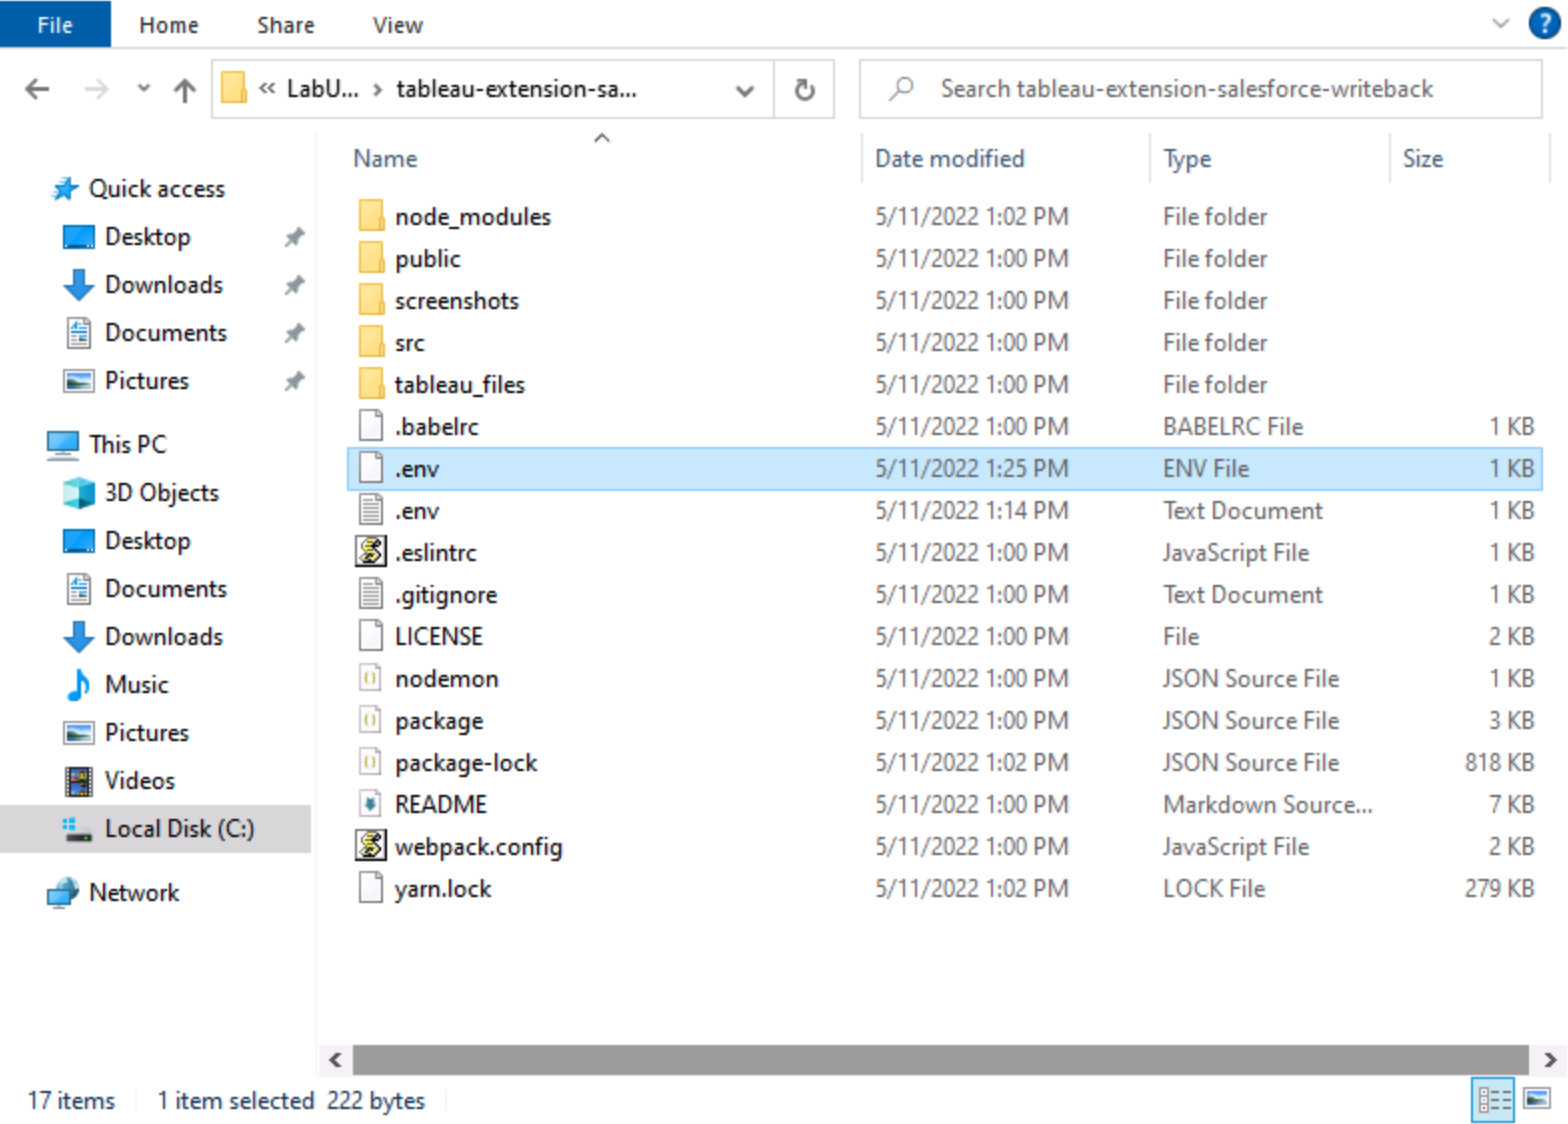 File Home Share View
« LabU... › tableau-extension-sa... Search tableau-extension-salesforce-writeback
Name Date modified Type Size
Quick access
Desktop
Downloads
Documents
Pictures
This PC
3D Objects
Desktop
Documents
Downloads
Music
Pictures
Videos
Local Disk (C:)
Network
node_modules 5/11/2022 1:02 PM File folder
public 5/11/2022 1:00 PM File folder
screenshots 5/11/2022 1:00 PM File folder
src 5/11/2022 1:00 PM File folder
tableau_files 5/11/2022 1:00 PM File folder
.babelrc 5/11/2022 1:00 PM BABELRC File 1 KB
.env 5/11/2022 1:25 PM ENV File 1 KB
.env 5/11/2022 1:14 PM Text Document 1 KB
.eslintrc 5/11/2022 1:00 PM JavaScript File 1 KB
.gitignore 5/11/2022 1:00 PM Text Document 1 KB
LICENSE 5/11/2022 1:00 PM File 2 KB
nodemon 5/11/2022 1:00 PM JSON Source File 1 KB
package 5/11/2022 1:00 PM JSON Source File 3 KB
package-lock 5/11/2022 1:02 PM JSON Source File 818 KB
README 5/11/2022 1:00 PM Markdown Source... 7 KB
webpack.config 5/11/2022 1:00 PM JavaScript File 2 KB
yarn.lock 5/11/2022 1:02 PM LOCK File 279 KB
17 items 1 item selected 222 bytes